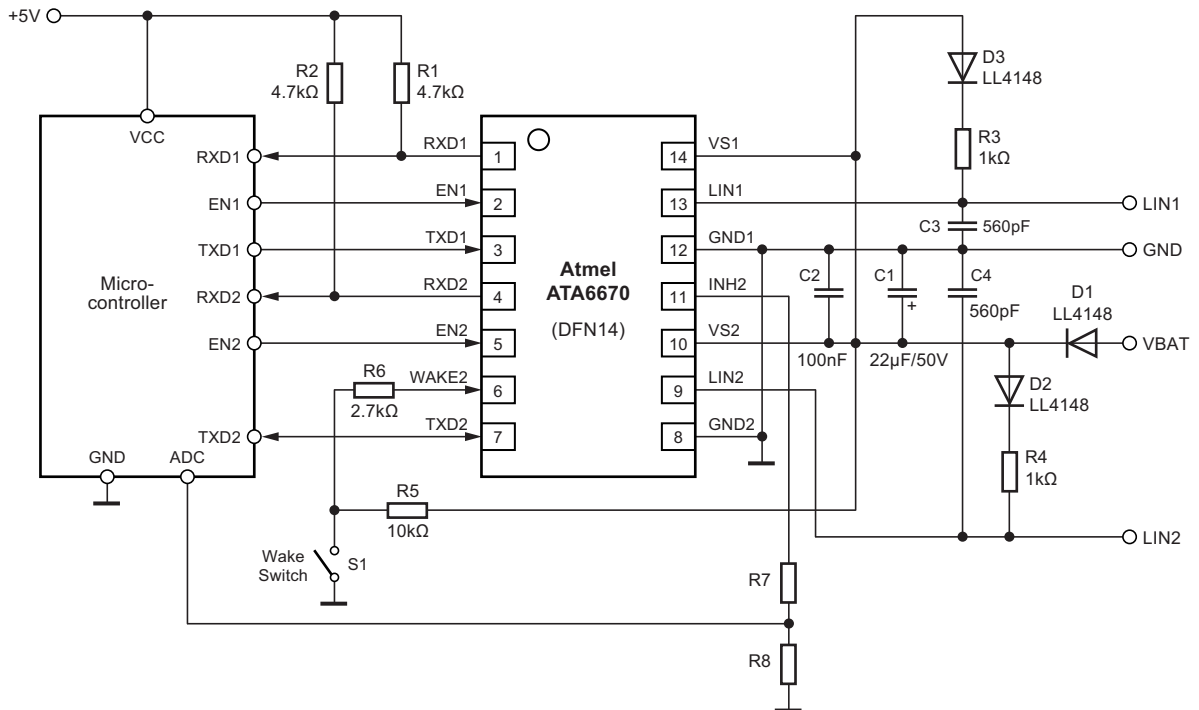 +5V
R2
4.7kΩ
R1
4.7kΩ
D3
LL4148
R3
1kΩ
VCC
RXD1
EN1
TXD1
RXD2
EN2
TXD2
GND
ADC
Micro-
controller
RXD1
EN1
TXD1
RXD2
EN2
WAKE2
TXD2
R6
2.7kΩ
1
2
3
4
5
6
7
Atmel
ATA6670
(DFN14)
14
13
12
11
10
9
8
VS1
LIN1
GND1
INH2
VS2
LIN2
GND2
C3
560pF
C2
100nF
C1
+
22µF/50V
C4
560pF
D1
LL4148
D2
LL4148
R4
1kΩ
LIN1
GND
VBAT
LIN2
R5
10kΩ
Wake
Switch
S1
R7
R8